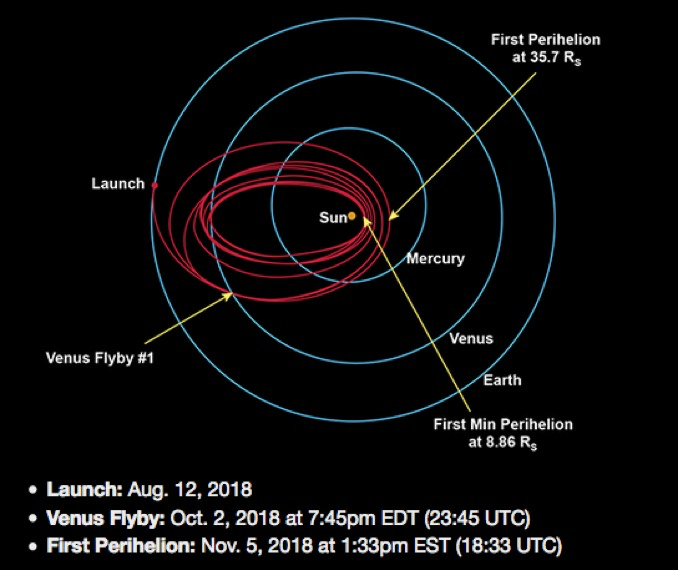 First Perihelion
at 35.7 Rs
Launch
Sun
Mercury
Venus Flyby #1
Venus
Earth
First Min Perihelion
at 8.86 Rs
• Launch: Aug. 12, 2018
• Venus Flyby: Oct. 2, 2018 at 7:45pm EDT (23:45 UTC)
• First Perihelion: Nov. 5, 2018 at 1:33pm EST (18:33 UTC)